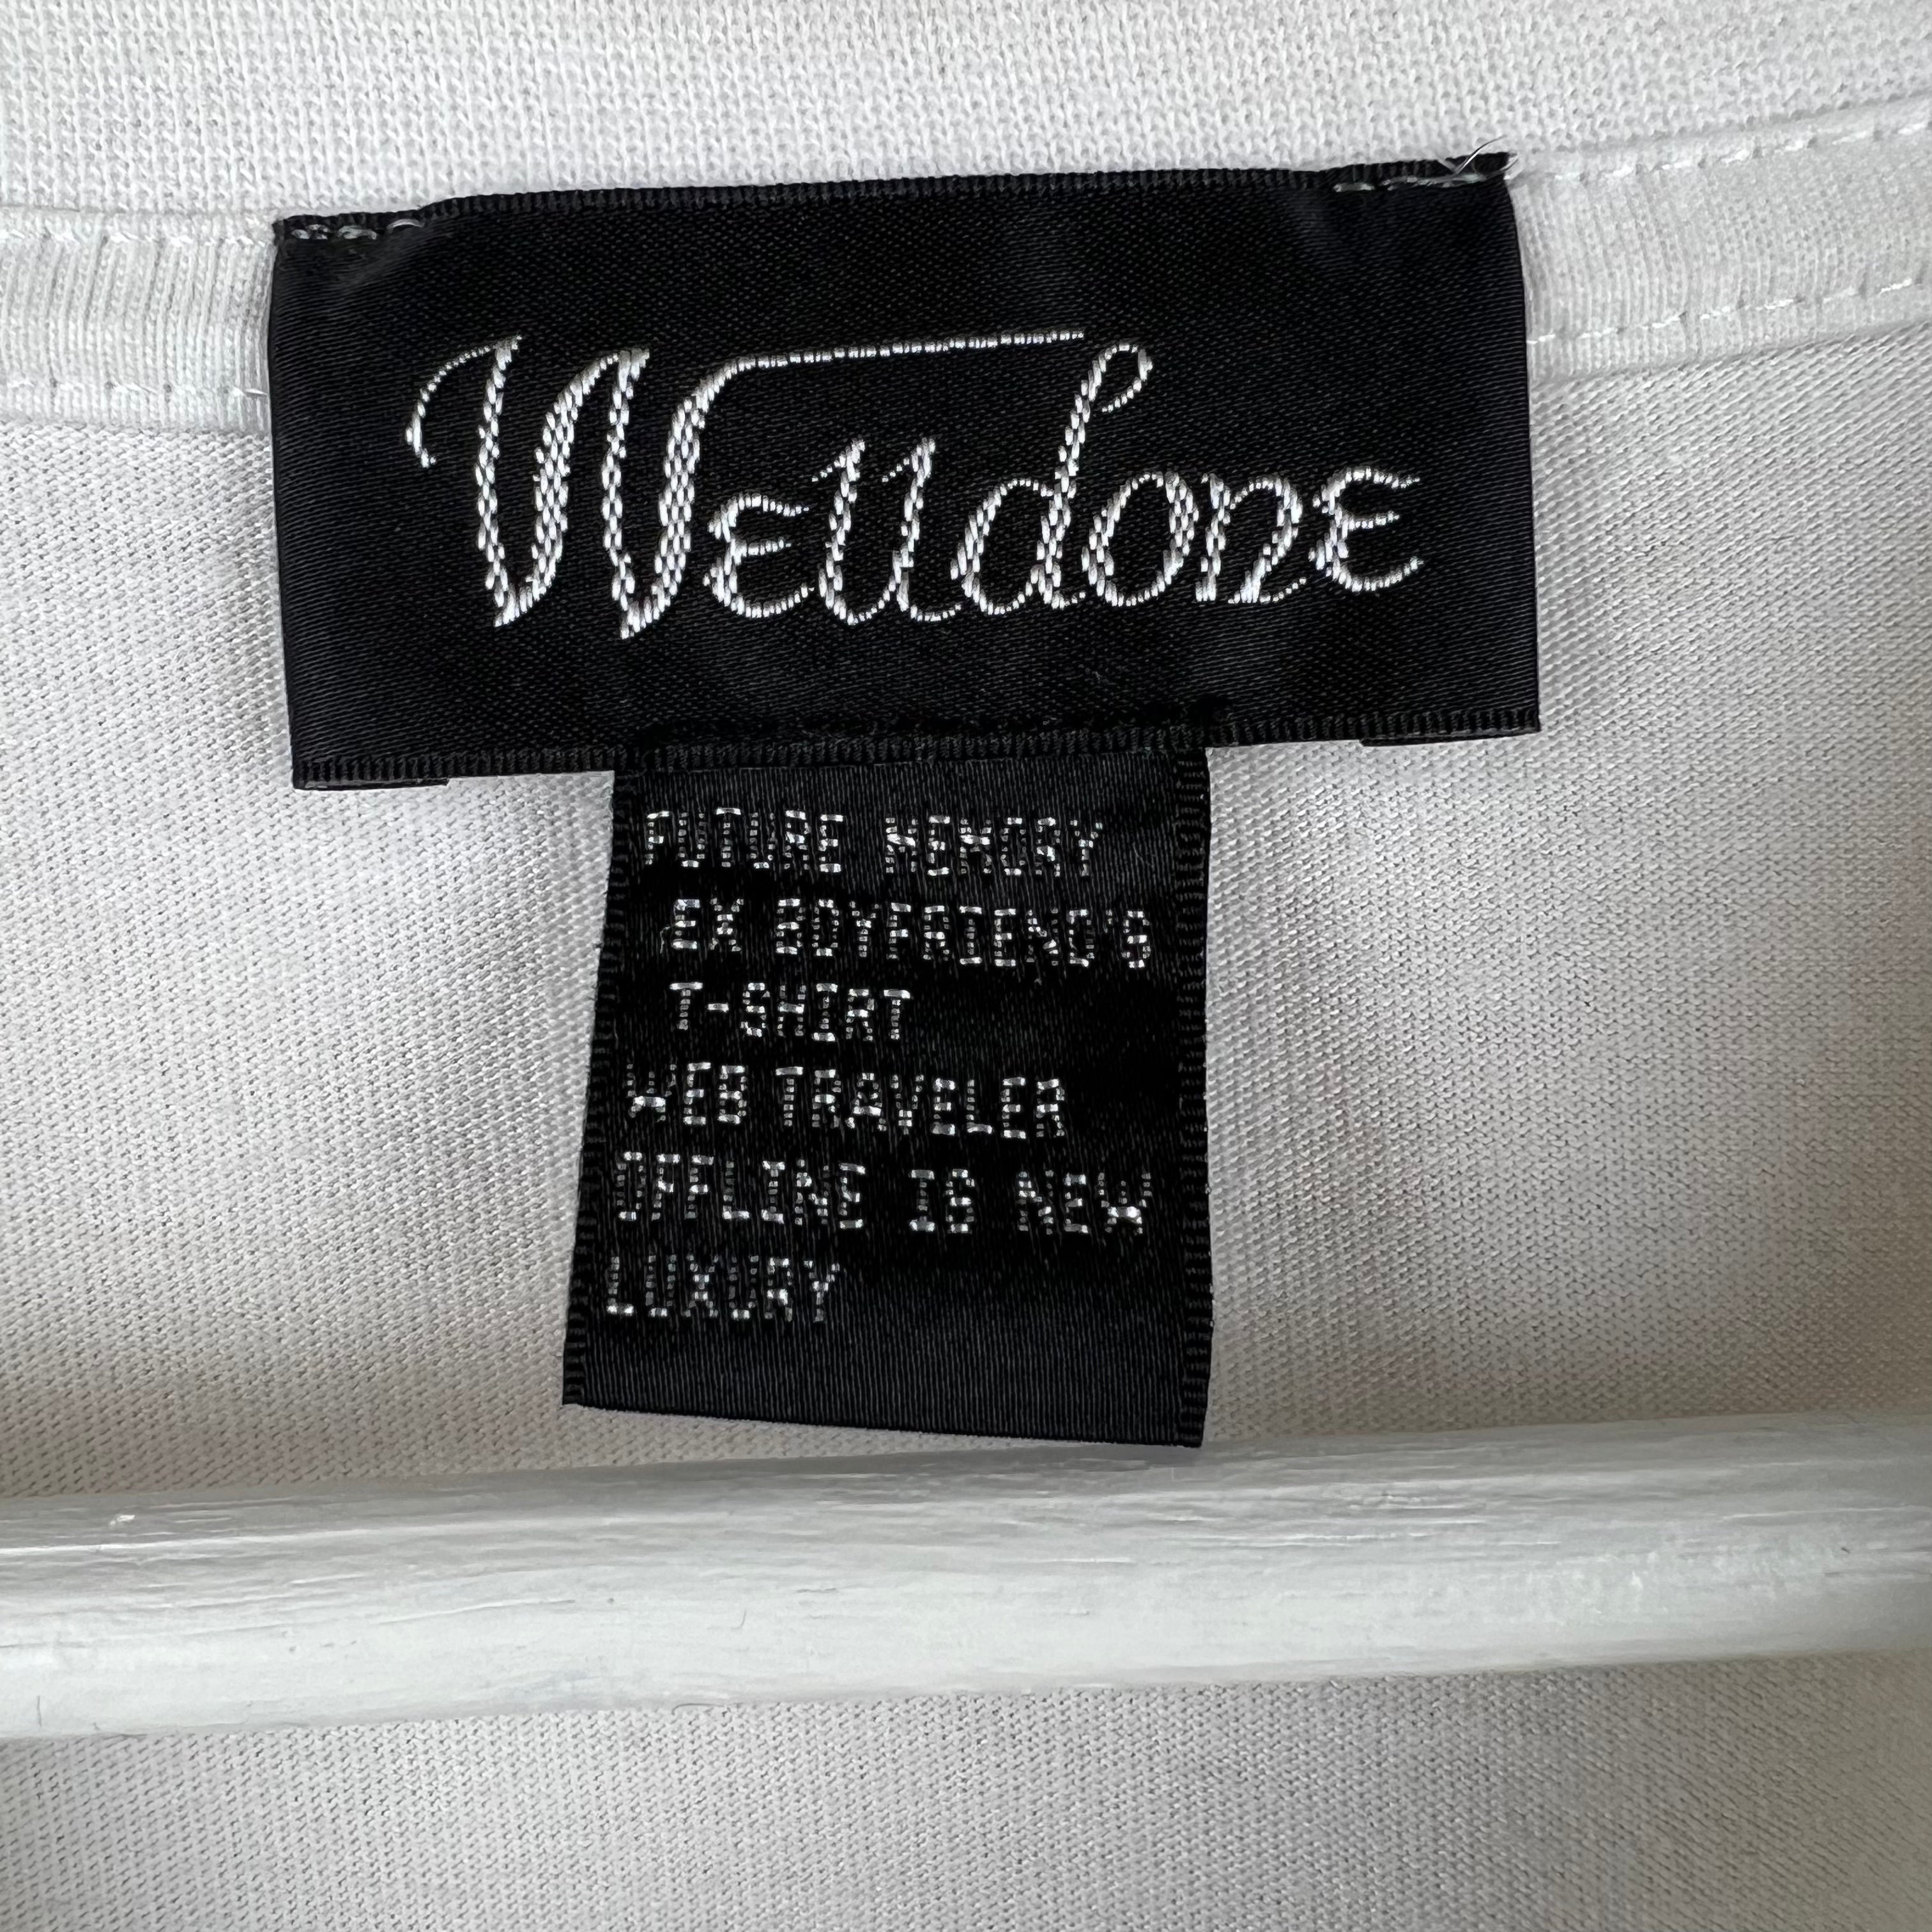 Welldone
FUTURE MEMORY
EX BOYFRIEND'S
T-SHIRT
WEB TRAVELER
OFFLINE IS NEW
LUXURY